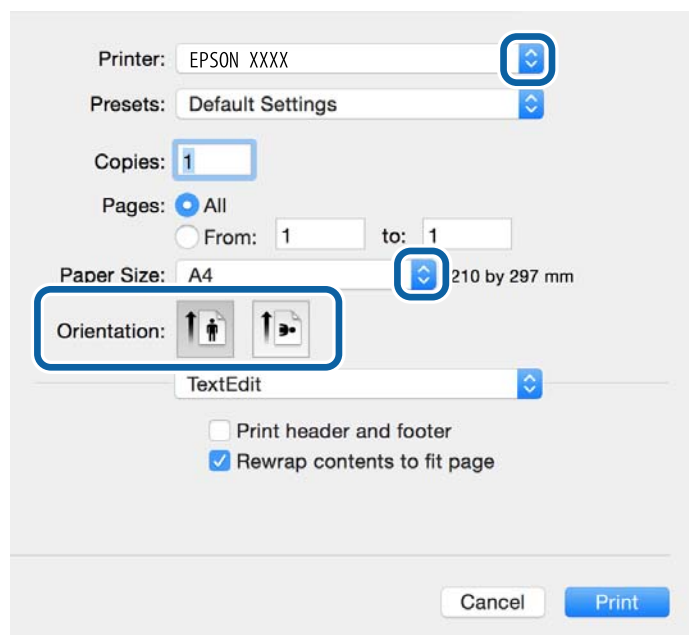 Printer: EPSON XXXX
Presets: Default Settings
Copies: 1
Pages: All
From: 1 to: 1
Paper Size: A4 210 by 297 mm
Orientation:
TextEdit
Print header and footer
Rewrap contents to fit page
Cancel Print